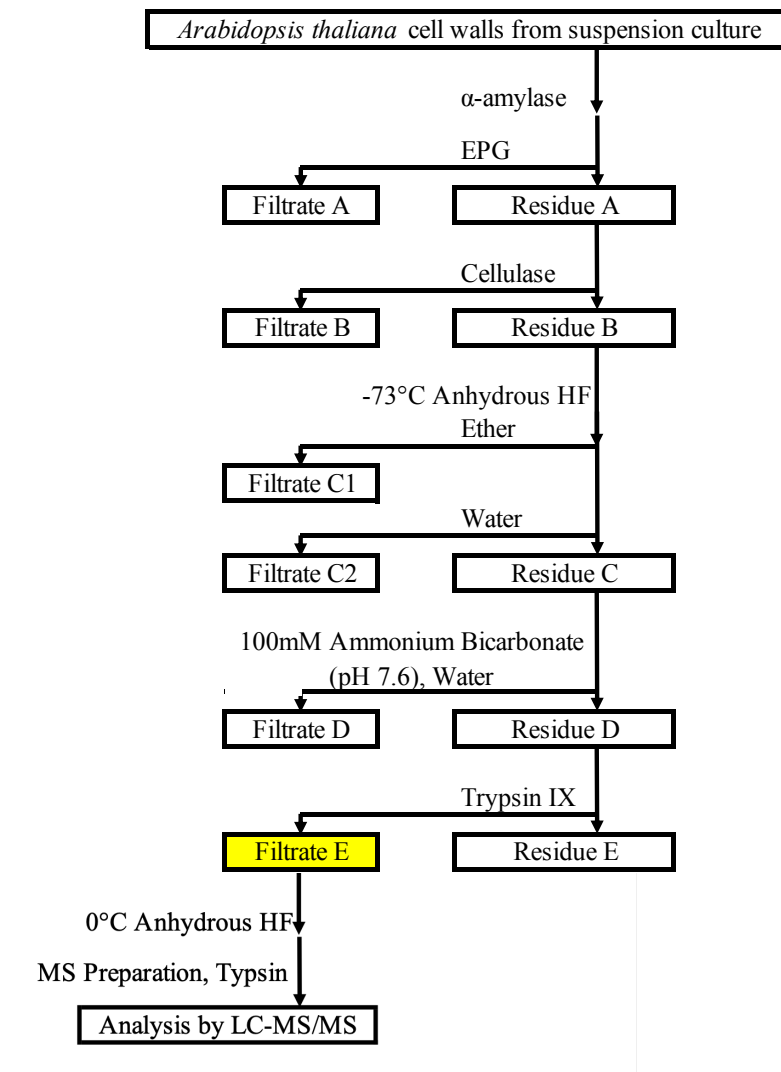 Arabidopsis thaliana cell walls from suspension culture
α-amylase
EPG
Filtrate A
Residue A
Cellulase
Filtrate B
Residue B
-73°C Anhydrous HF
Ether
Filtrate C1
Water
Filtrate C2
Residue C
100mM Ammonium Bicarbonate
(pH 7.6), Water
Filtrate D
Residue D
Trypsin IX
Filtrate E
Residue E
0°C Anhydrous HF
MS Preparation, Typsin
Analysis by LC-MS/MS